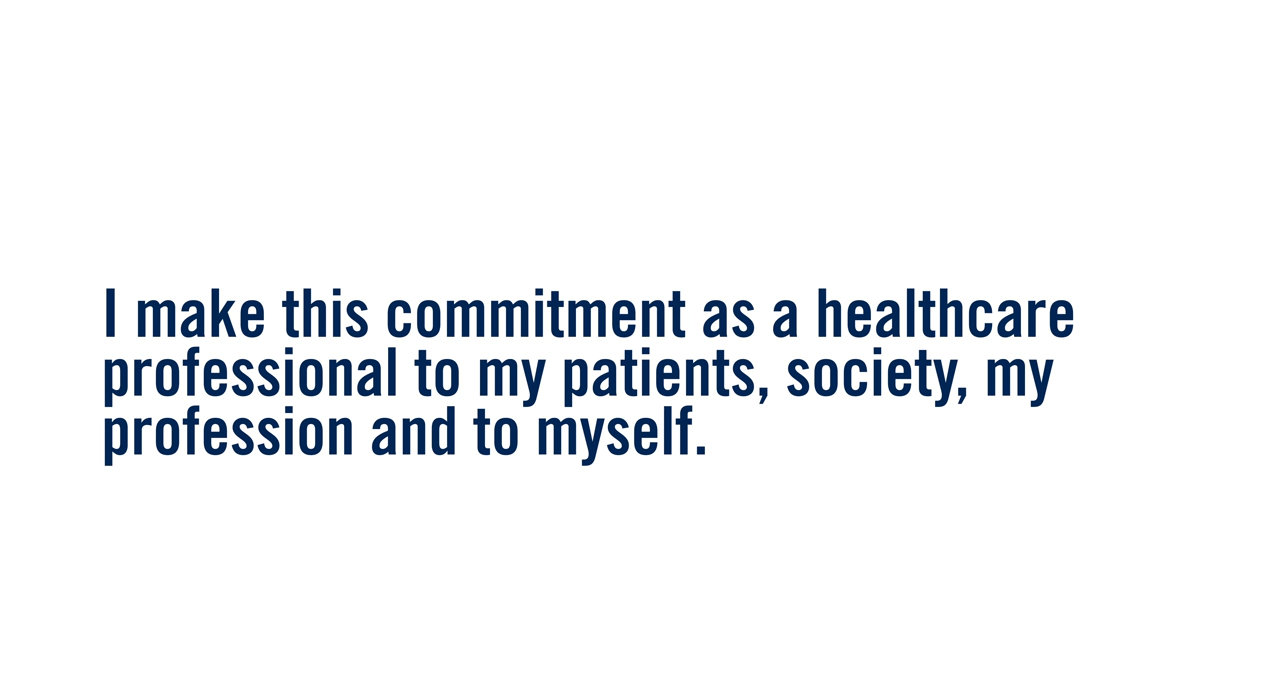 I make this commitment as a healthcare
professional to my patients, society, my
profession and to myself.